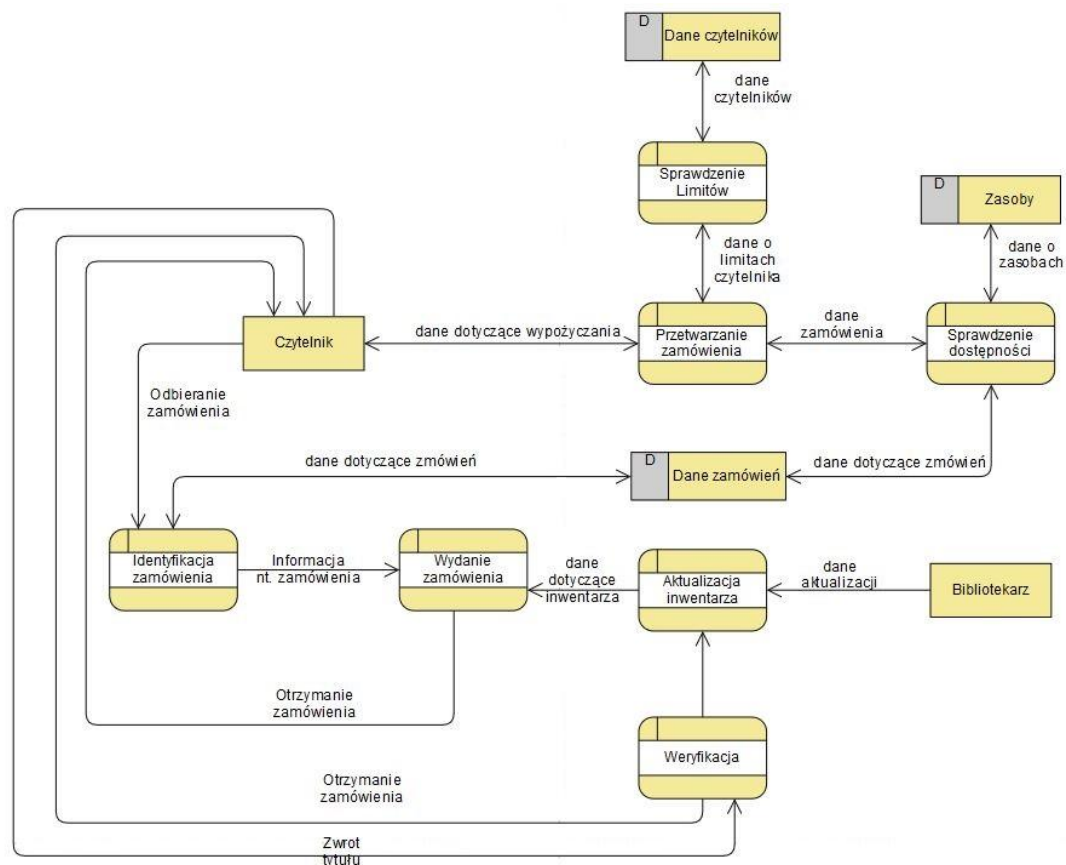 D
Dane czytelników
dane
czytelników
Sprawdzenie
Limitów
D
Zasoby
dane o
limitach
czytelnika
dane o
zasobach
Czytelnik
dane dotyczące wypożyczania
Przetwarzanie
zamówienia
dane
zamówienia
Sprawdzenie
dostępności
Odbieranie
zamówienia
dane dotyczące zmówień
D
Dane zamówień
dane dotyczące zmówień
Identyfikacja
zamówienia
Informacja
nt. zamówienia
Wydanie
zamówienia
dane
dotyczące
inwentarza
Aktualizacja
inwentarza
dane
aktualizacji
Bibliotekarz
Otrzymanie
zamówienia
Weryfikacja
Otrzymanie
zamówienia
Zwrot
tytułu